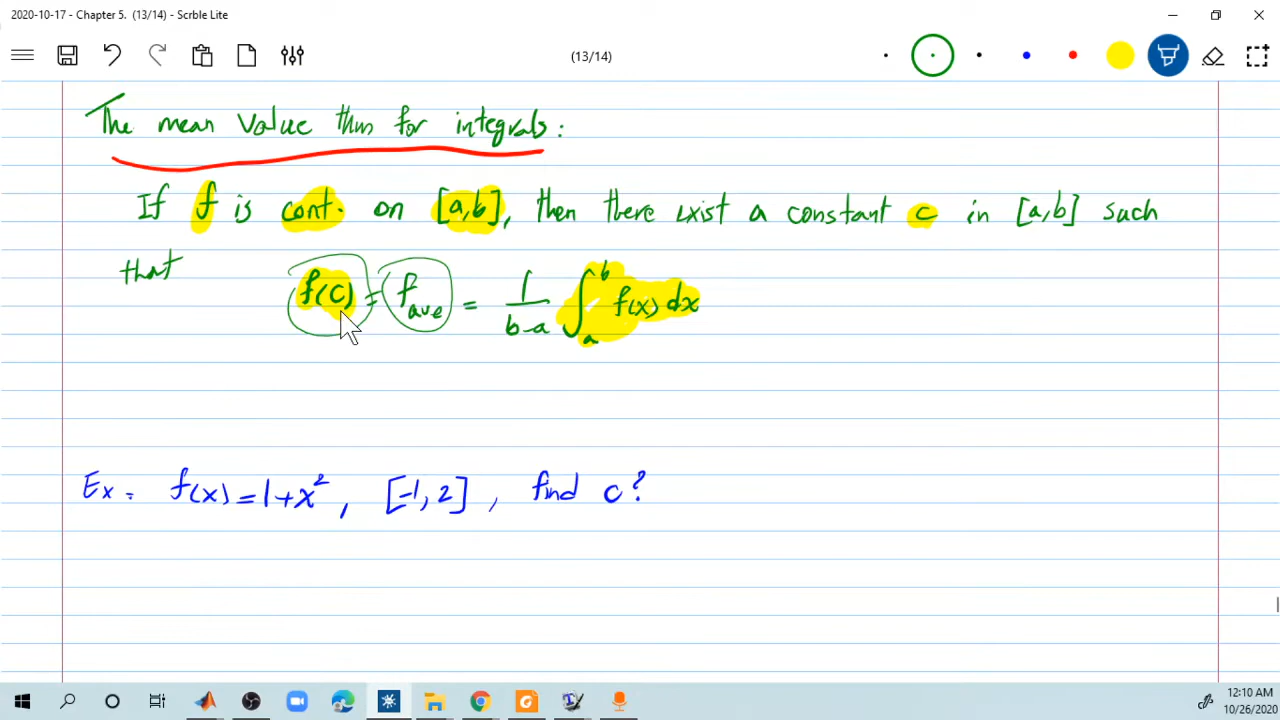 2020-10-17 - Chapter 5. (13/14) - Scrble Lite
(13/14)
The mean value thm for integrals:
If f is cont. on [a,b], then there exist a constant c in [a,b] such
that f(c) = f_ave = 1/(b-a) ∫_a^b f(x) dx
Ex. f(x)=1+x², [-1,2], find c?
12:10 AM
10/26/2020